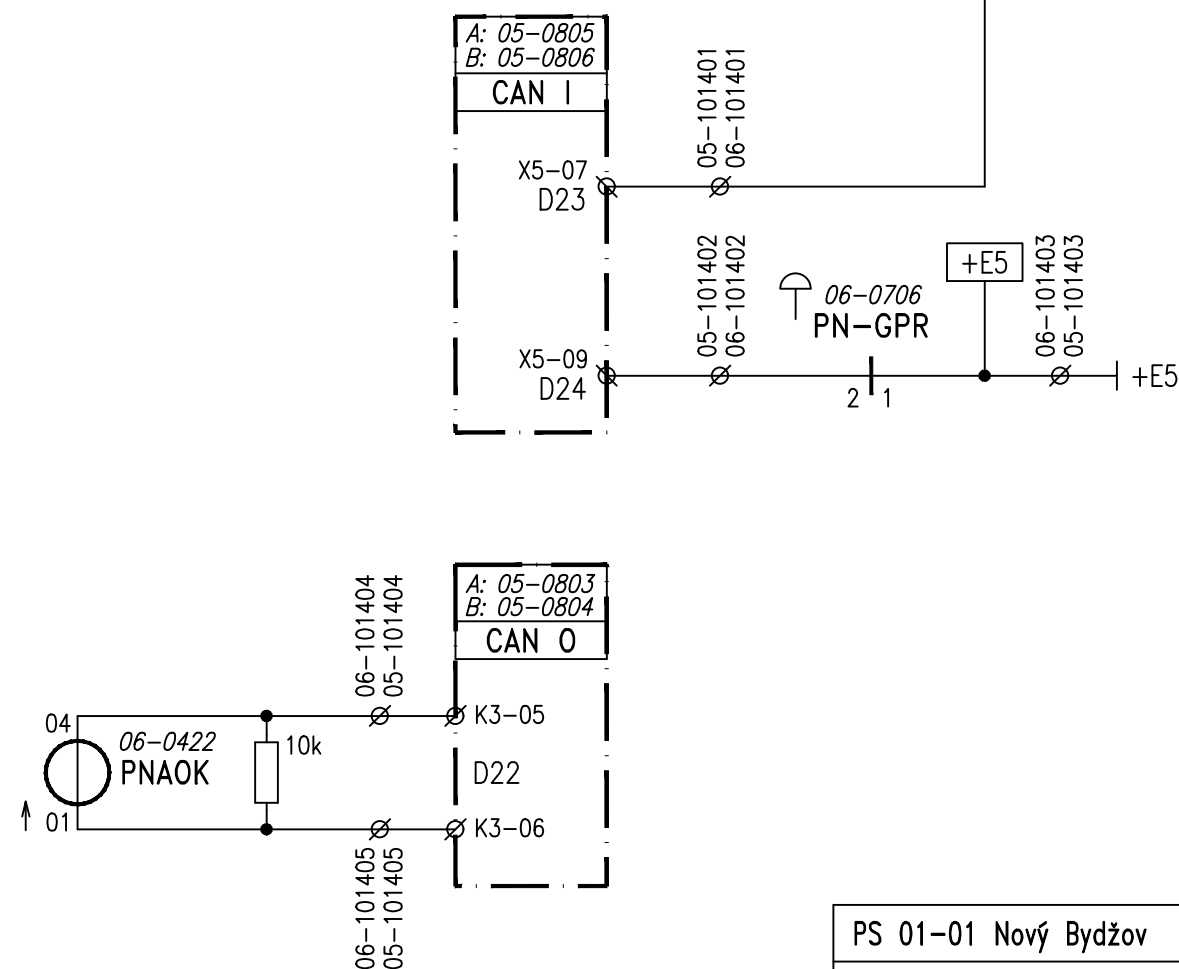 A: 05-0805
B: 05-0806
CAN I
X5-07
D23
05-101401
06-101401
05-101402
06-101402
06-0706
PN-GPR
+E5
06-101403
05-101403
X5-09
D24
2
1
+E5
A: 05-0803
B: 05-0804
CAN O
06-101404
05-101404
04
06-0422
PNAOK
10k
K3-05
D22
01
K3-06
06-101405
05-101405
PS 01-01 Nový Bydžov